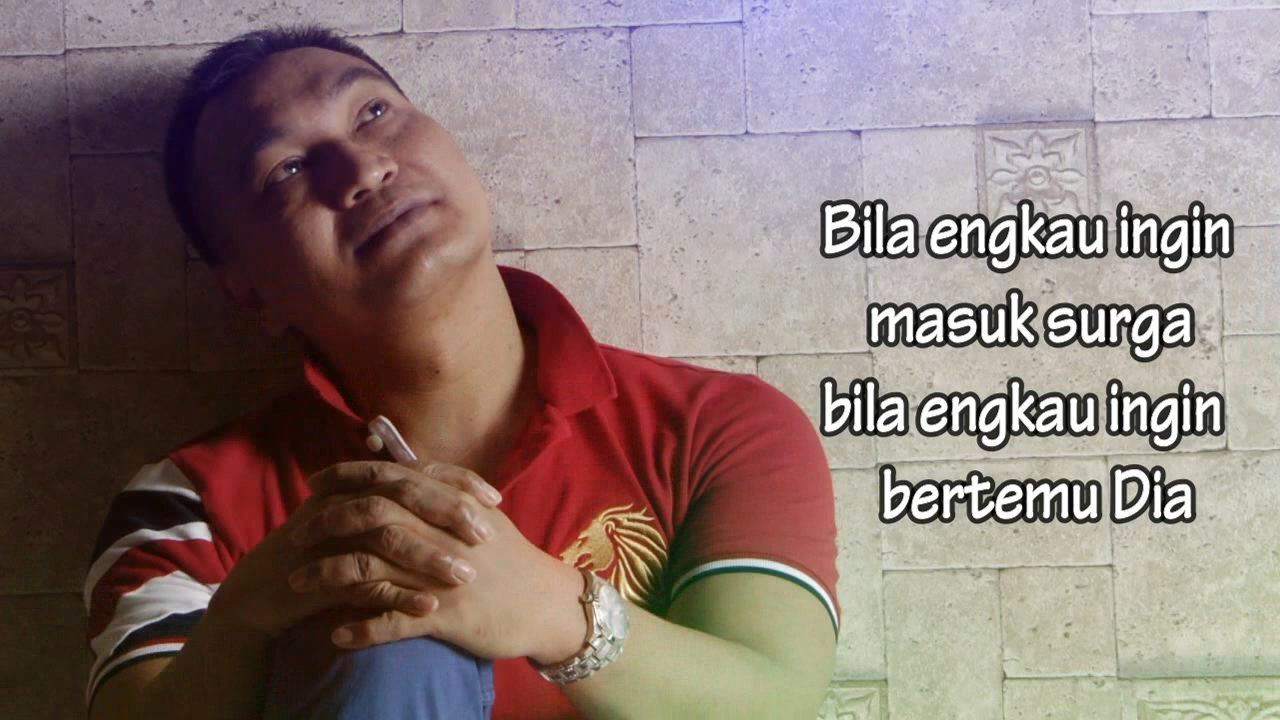 Bila engkau ingin
masuk surga
bila engkau ingin
bertemu Dia